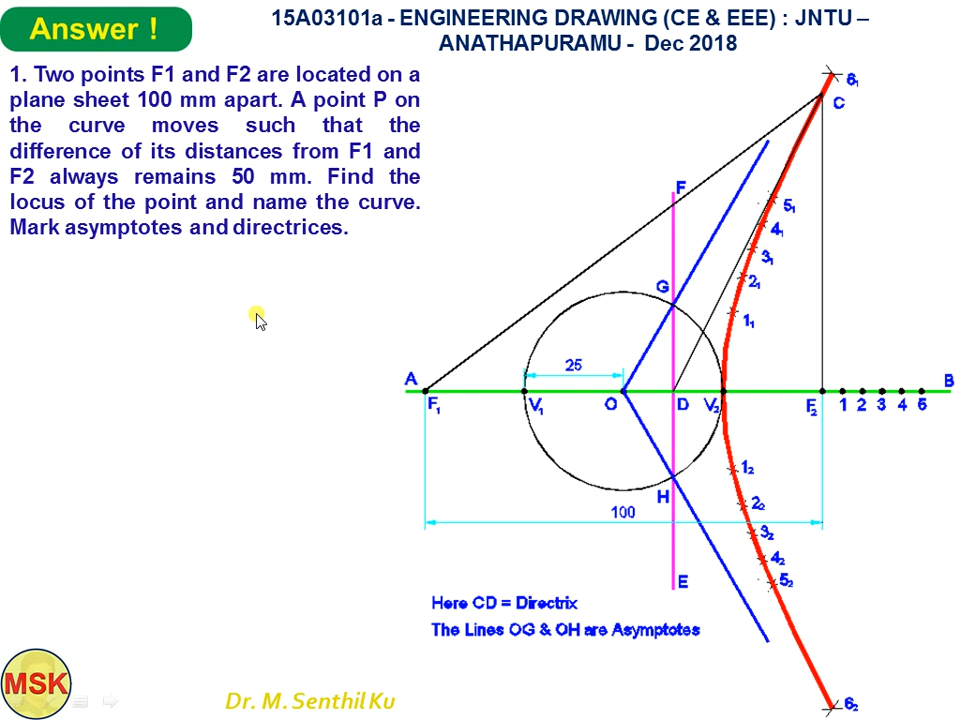 Answer !
15A03101a - ENGINEERING DRAWING (CE & EEE) : JNTU –
ANATHAPURAMU - Dec 2018
1. Two points F1 and F2 are located on a
plane sheet 100 mm apart. A point P on
the curve moves such that the
difference of its distances from F1 and
F2 always remains 50 mm. Find the
locus of the point and name the curve.
Mark asymptotes and directrices.
6₁
C
F
5₁
4₁
3₁
G
2₁
1₁
25
A
B
F₁
V₁
O
D
V₂
F₂
1 2 3 4 5
1₂
H
2₂
100
3₂
4₂
5₂
E
Here CD = Directrix
The Lines OG & OH are Asymptotes
MSK
Dr. M. Senthil Ku
6₂